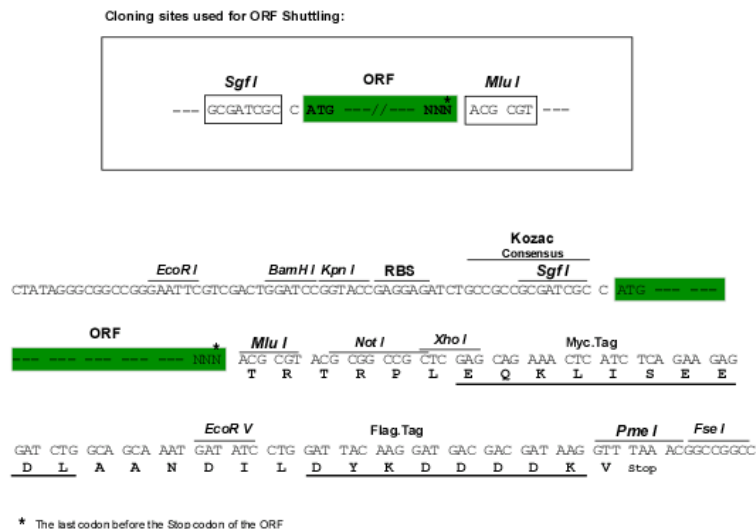 Cloning sites used for ORF Shuttling:
Sgf I ORF Mlu I
--- GCGATCGC C ATG ---//--- NNN* ACG CGT ---
Kozac
Consensus
EcoR I BamH I Kpn I RBS Sgf I
CTATAGGGCGGCCGGGAATTCGTCGACTGGATCCGGTACCGAGGAGATCTGCCGCCGCGATCGC C ATG --- ---
ORF
Mlu I Not I Xho I Myc.Tag
--- --- --- --- --- --- NNN* ACG CGT ACG CGG CCG CTC GAG CAG AAA CTC ATC TCA GAA GAG
T R T R P L E Q K L I S E E
EcoR V Flag.Tag Pme I Fse I
GAT CTG GCA GCA AAT GAT ATC CTG GAT TAC AAG GAT GAC GAC GAT AAG GTT TAA ACGGCCGGCC
D L A A N D I L D Y K D D D D K V Stop
* The last codon before the Stop codon of the ORF